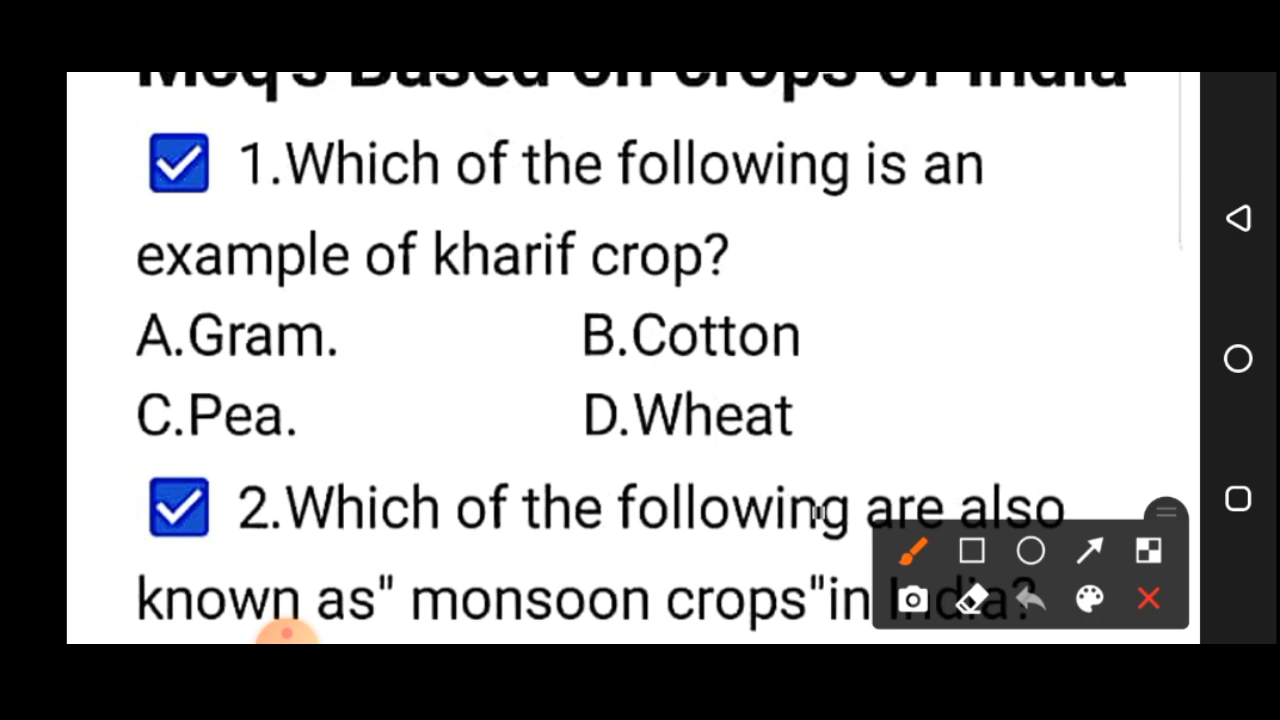 Mcq's Based on crops of India
1.Which of the following is an
example of kharif crop?
A.Gram. B.Cotton
C.Pea. D.Wheat
2.Which of the following are also
known as" monsoon crops"in India?